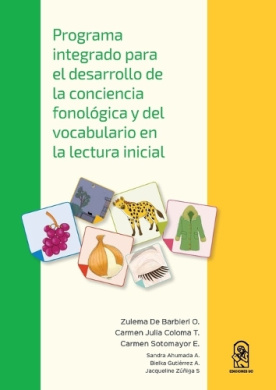 Programa
integrado para
el desarrollo de
la conciencia
fonológica y del
vocabulario en
la lectura inicial
Zulema De Barbieri O.
Carmen Julia Coloma T.
Carmen Sotomayor E.
Sandra Ahumada A.
Bielka Gutiérrez A.
Jacqueline Zúñiga S
EDICIONES UC